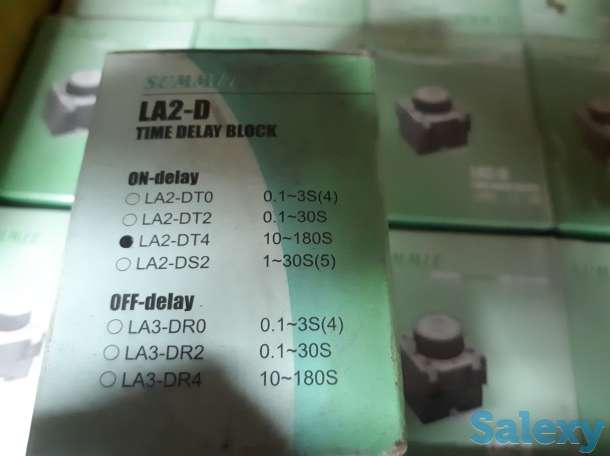 SUMMIT
LA2-D
TIME DELAY BLOCK
ON-delay
○ LA2-DT0 0.1~3S(4)
○ LA2-DT2 0.1~30S
● LA2-DT4 10~180S
○ LA2-DS2 1~30S(5)
OFF-delay
○ LA3-DR0 0.1~3S(4)
○ LA3-DR2 0.1~30S
○ LA3-DR4 10~180S
SUMMIT
Salexy